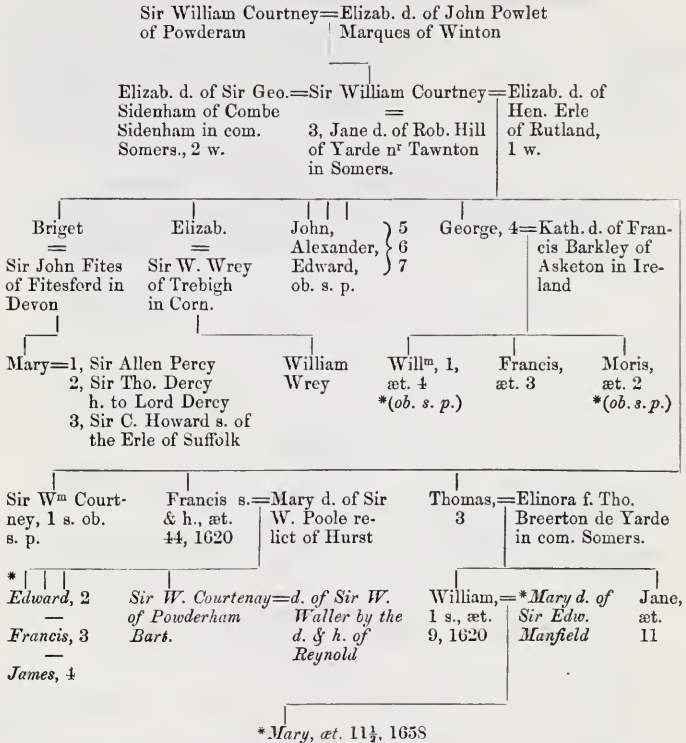 Sir William Courtney=Elizab. d. of John Powlet
of Powderam Marques of Winton
Elizab. d. of Sir Geo.=Sir William Courtney=Elizab. d. of
Sidenham of Combe = Hen. Erle
Sidenham in com. 3, Jane d. of Rob. Hill of Rutland,
Somers., 2 w. of Yarde nʳ Tawnton 1 w.
in Somers.
Briget Elizab. John, } 5 George, 4=Kath. d. of Fran-
= = Alexander, 6 cis Barkley of
Sir John Fites Sir W. Wrey Edward, 7 Asketon in Ire-
of Fitesford in of Trebigh ob. s. p. land
Devon in Corn.
Mary=1, Sir Allen Percy William Willᵐ, 1, Francis, Moris,
2, Sir Tho. Dercy Wrey æt. 4 æt. 3 æt. 2
h. to Lord Dercy *(ob. s. p.) *(ob. s. p.)
3, Sir C. Howard s. of
the Erle of Suffolk
Sir Wᵐ Court- Francis s.=Mary d. of Sir Thomas,=Elinora f. Tho.
ney, 1 s. ob. & h., æt. W. Poole re- 3 Breerton de Yarde
s. p. 44, 1620 lict of Hurst in com. Somers.
*
Edward, 2 Sir W. Courtenay=d. of Sir W. William,=*Mary d. of Jane,
— of Powderham Waller by the 1 s., æt. Sir Edw. æt.
Francis, 3 Bart. d. & h. of 9, 1620 Manfield 11
— Reynold
James, 4
*Mary, æt. 11½, 1658